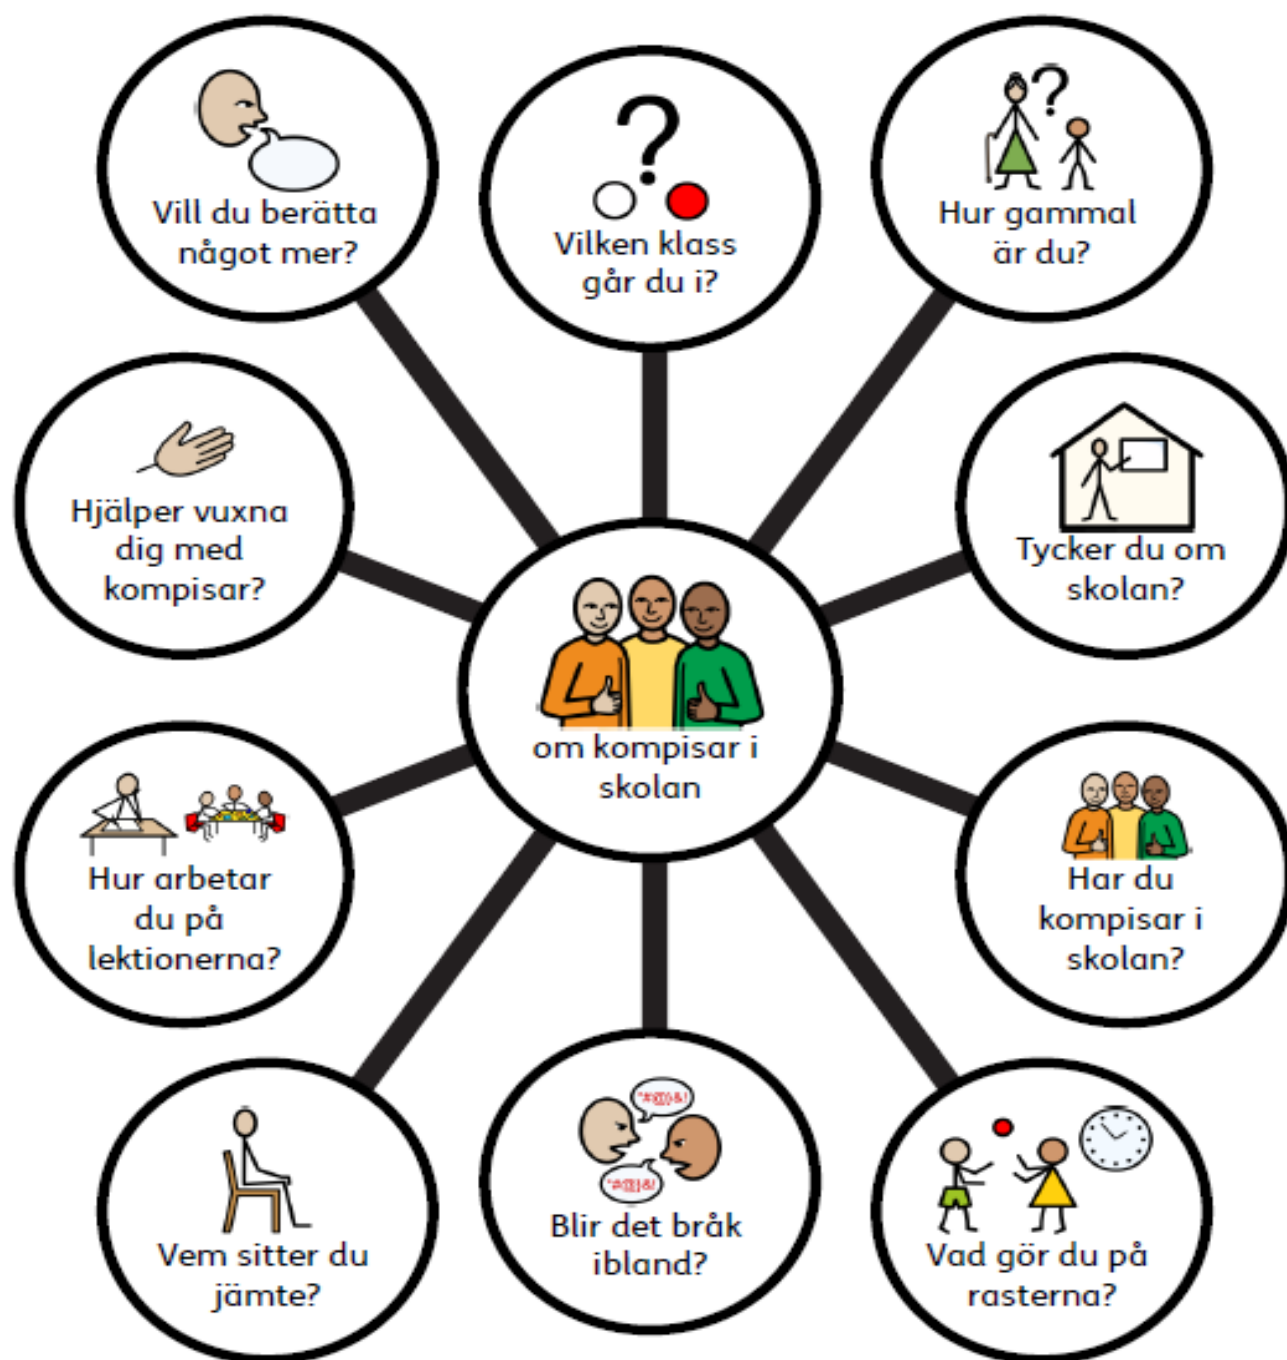 Vill du berätta
något mer?
Vilken klass
går du i?
Hur gammal
är du?
Hjälper vuxna
dig med
kompisar?
Tycker du om
skolan?
om kompisar i
skolan
Hur arbetar
du på
lektionerna?
Har du
kompisar i
skolan?
Vem sitter du
jämte?
"#@}&!
"#@}&!
Blir det bråk
ibland?
Vad gör du på
rasterna?